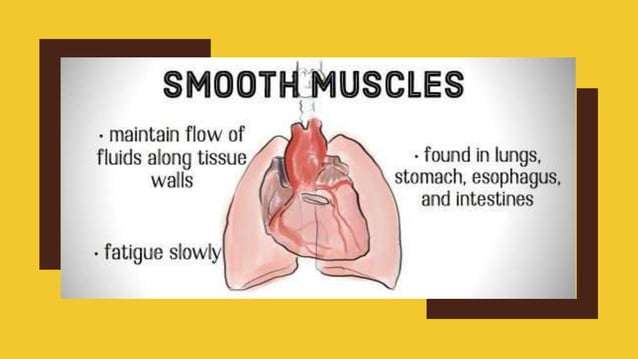 SMOOTH MUSCLES
• maintain flow of
fluids along tissue
walls
• fatigue slowly
• found in lungs,
stomach, esophagus,
and intestines